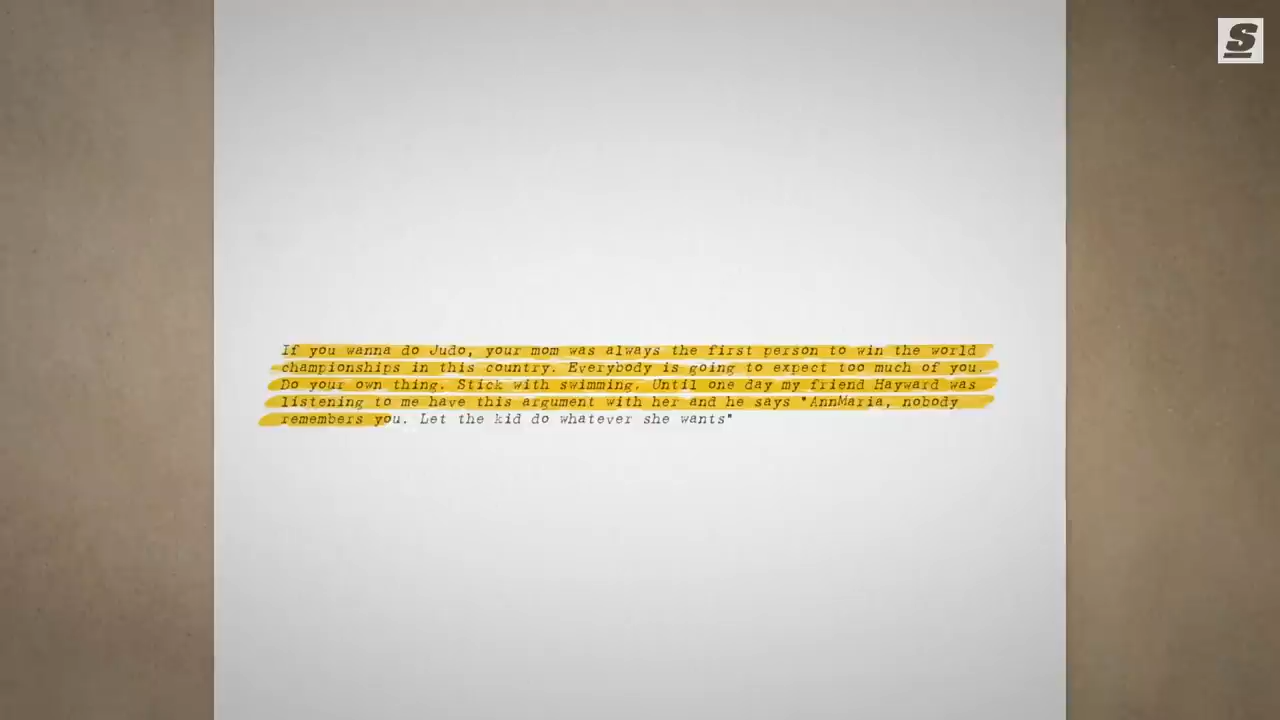 S
If you wanna do Judo, your mom was always the first person to win the world
championships in this country. Everybody is going to expect too much of you.
Do your own thing. Stick with swimming. Until one day my friend Hayward was
listening to me have this argument with her and he says "AnnMaria, nobody
remembers you. Let the kid do whatever she wants"